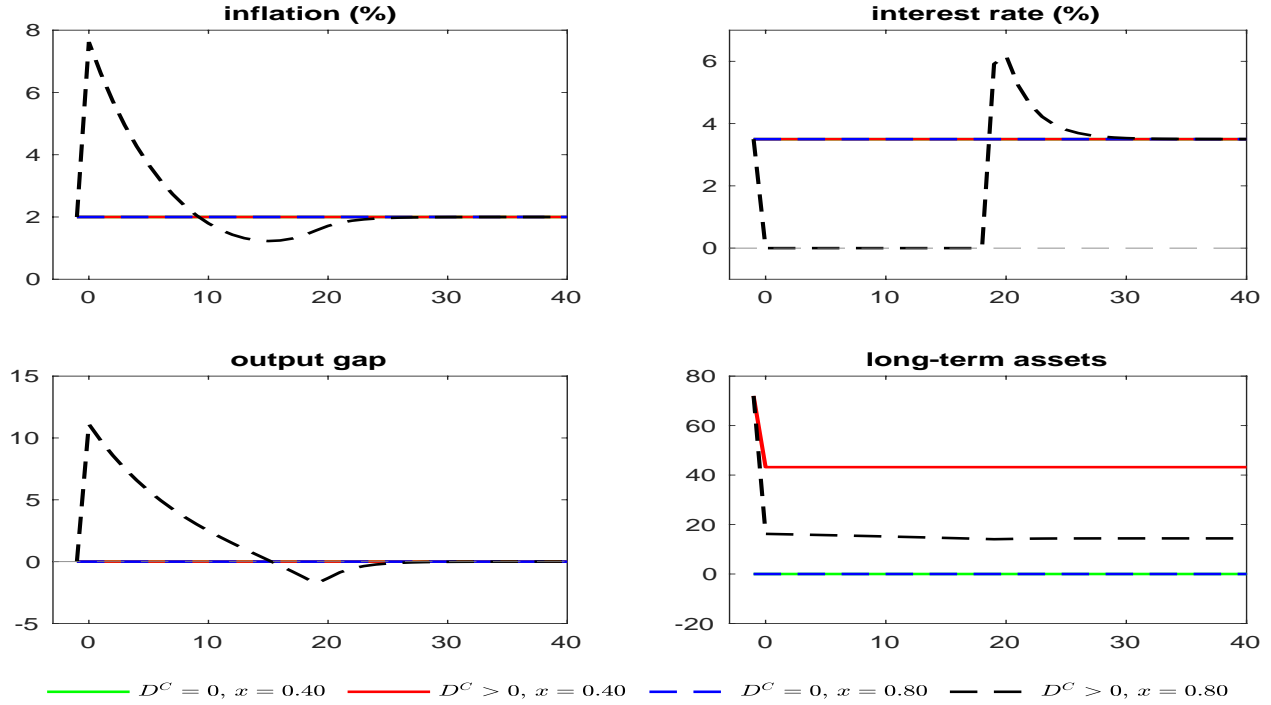 inflation (%)
8
6
4
2
0
0 10 20 30 40
interest rate (%)
6
4
2
0
0 10 20 30 40
output gap
15
10
5
0
-5
0 10 20 30 40
long-term assets
80
60
40
20
0
-20
0 10 20 30 40
D^C = 0, x = 0.40 D^C > 0, x = 0.40 D^C = 0, x = 0.80 D^C > 0, x = 0.80